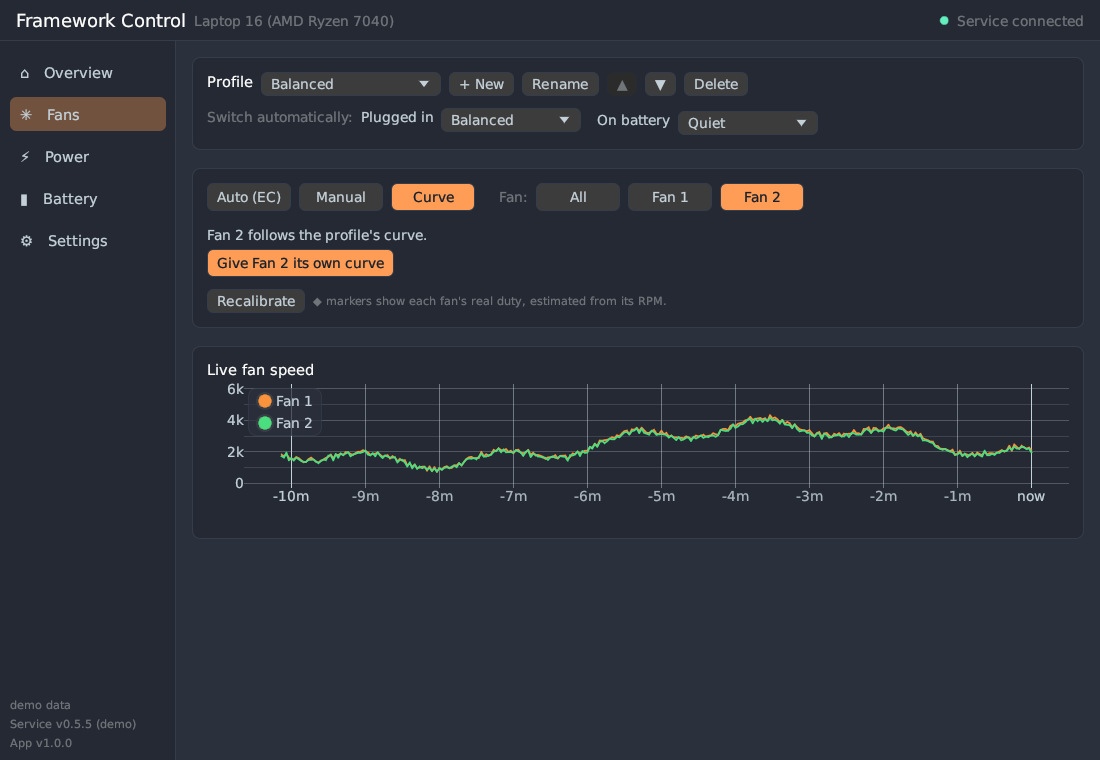 Framework Control Laptop 16 (AMD Ryzen 7040)
Service connected
Overview
Fans
Power
Battery
Settings
Profile Balanced + New Rename Delete
Switch automatically: Plugged in Balanced On battery Quiet
Auto (EC) Manual Curve Fan: All Fan 1 Fan 2
Fan 2 follows the profile's curve.
Give Fan 2 its own curve
Recalibrate ◆ markers show each fan's real duty, estimated from its RPM.
Live fan speed
6k
4k
2k
0
Fan 1
Fan 2
-10m -9m -8m -7m -6m -5m -4m -3m -2m -1m now
demo data
Service v0.5.5 (demo)
App v1.0.0